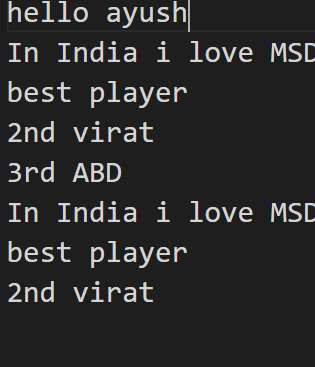 hello ayush
In India i love MSD
best player
2nd virat
3rd ABD
In India i love MSD
best player
2nd virat